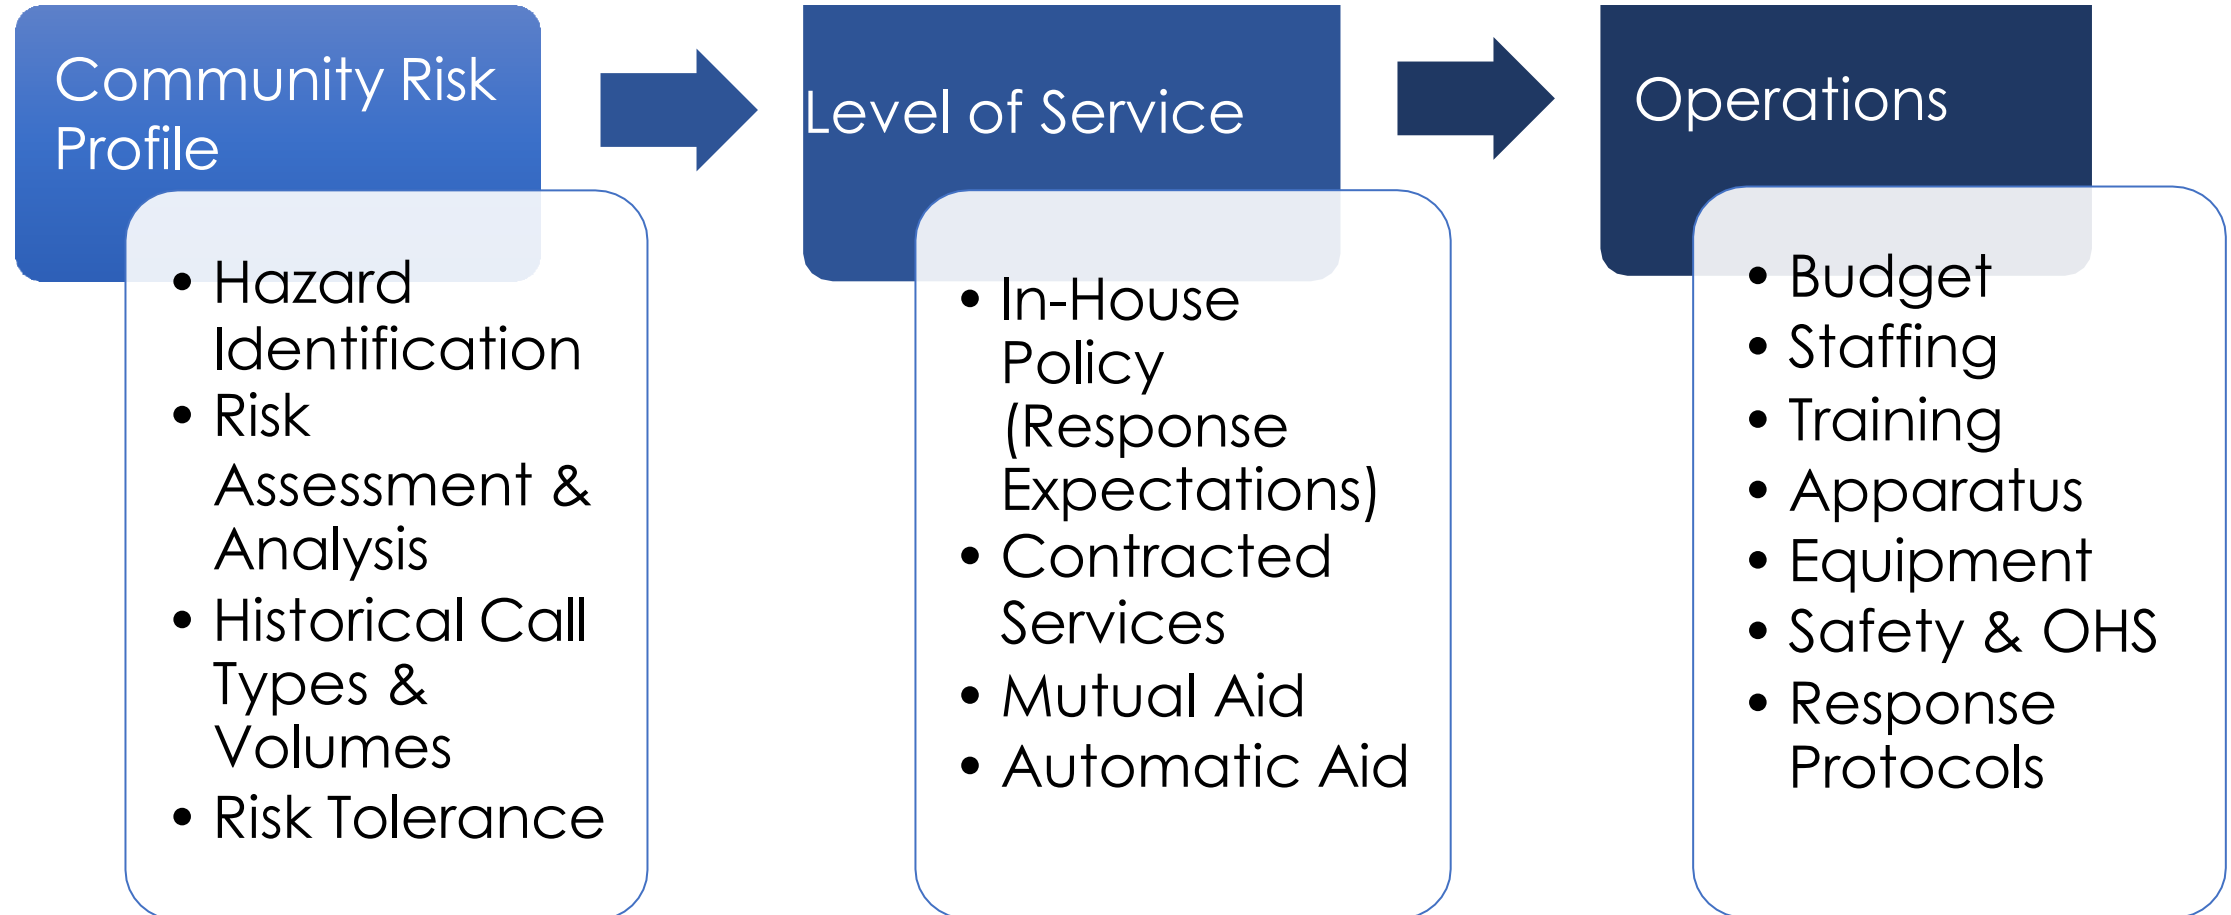 Community Risk
Profile
• Hazard
Identification
• Risk
Assessment &
Analysis
• Historical Call
Types &
Volumes
• Risk Tolerance
Level of Service
• In-House
Policy
(Response
Expectations)
• Contracted
Services
• Mutual Aid
• Automatic Aid
Operations
• Budget
• Staffing
• Training
• Apparatus
• Equipment
• Safety & OHS
• Response
Protocols